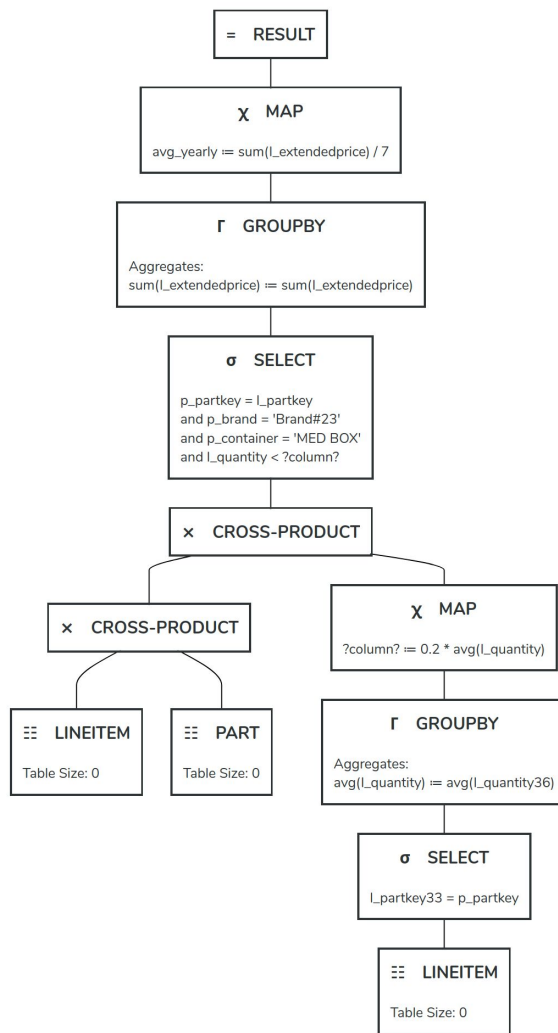 = RESULT
χ MAP
avg_yearly ≔ sum(l_extendedprice) / 7
Γ GROUPBY
Aggregates:
sum(l_extendedprice) ≔ sum(l_extendedprice)
σ SELECT
p_partkey = l_partkey
and p_brand = 'Brand#23'
and p_container = 'MED BOX'
and l_quantity < ?column?
× CROSS-PRODUCT
× CROSS-PRODUCT
χ MAP
?column? ≔ 0.2 * avg(l_quantity)
☷ LINEITEM
Table Size: 0
☷ PART
Table Size: 0
Γ GROUPBY
Aggregates:
avg(l_quantity) ≔ avg(l_quantity36)
σ SELECT
l_partkey33 = p_partkey
☷ LINEITEM
Table Size: 0